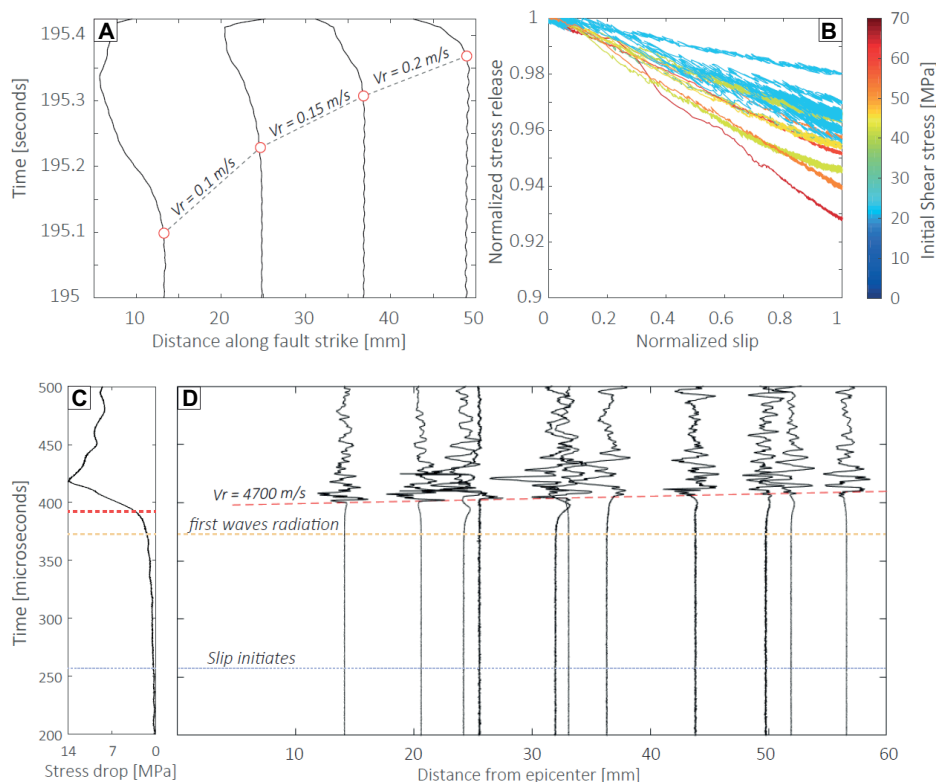 A
Time [seconds]
195.4
195.3
195.2
195.1
195
Vr = 0.1 m/s
Vr = 0.15 m/s
Vr = 0.2 m/s
10
20
30
40
50
Distance along fault strike [mm]
B
Normalized stress release
1
0.98
0.96
0.94
0.92
0.9
0
0.2
0.4
0.6
0.8
1
Normalized slip
70
60
50
40
30
20
10
0
Initial Shear stress [MPa]
C
Time [microseconds]
500
450
400
350
300
250
200
14
7
0
Stress drop [MPa]
D
Vr = 4700 m/s
first waves radiation
Slip initiates
10
20
30
40
50
60
Distance from epicenter [mm]